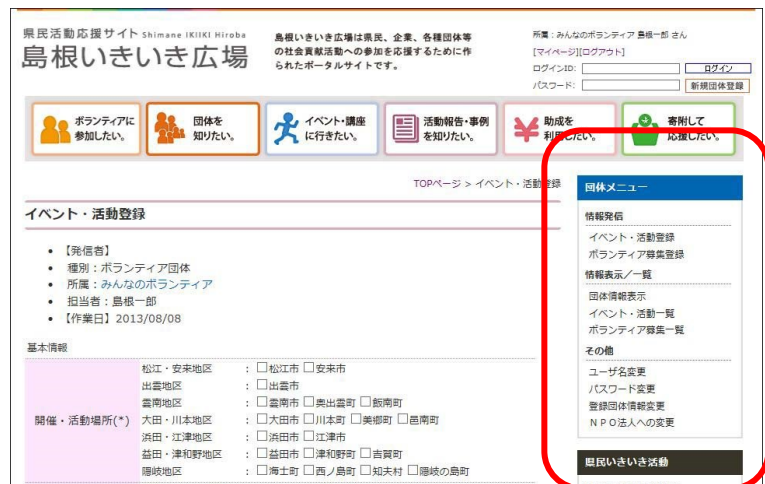 県民活動応援サイト Shimane IKIIKI Hiroba
島根いきいき広場
島根いきいき広場は県民、企業、各種団体等
の社会貢献活動への参加を応援するために作
られたポータルサイトです。
所属：みんなのボランティア 島根一郎 さん
[マイページ][ログアウト]
ログインID:
ログイン
パスワード:
新規団体登録
ボランティアに
参加したい。
団体を
知りたい。
イベント・講座
に行きたい。
活動報告・事例
を知りたい。
助成を
利用したい。
寄附して
応援したい。
TOPページ > イベント・活動登録
イベント・活動登録
• 【発信者】
• 種別：ボランティア団体
• 所属：みんなのボランティア
• 担当者：島根一郎
• 【作業日】2013/08/08
基本情報
開催・活動場所(*)
松江・安来地区 : □松江市 □安来市
出雲地区 : □出雲市
雲南地区 : □雲南市 □奥出雲町 □飯南町
大田・川本地区 : □大田市 □川本町 □美郷町 □邑南町
浜田・江津地区 : □浜田市 □江津市
益田・津和野地区 : □益田市 □津和野町 □吉賀町
隠岐地区 : □海士町 □西ノ島町 □知夫村 □隠岐の島町
団体メニュー
情報発信
イベント・活動登録
ボランティア募集登録
情報表示／一覧
団体情報表示
イベント・活動一覧
ボランティア募集一覧
その他
ユーザ名変更
パスワード変更
登録団体情報変更
ＮＰＯ法人への変更
県民いきいき活動